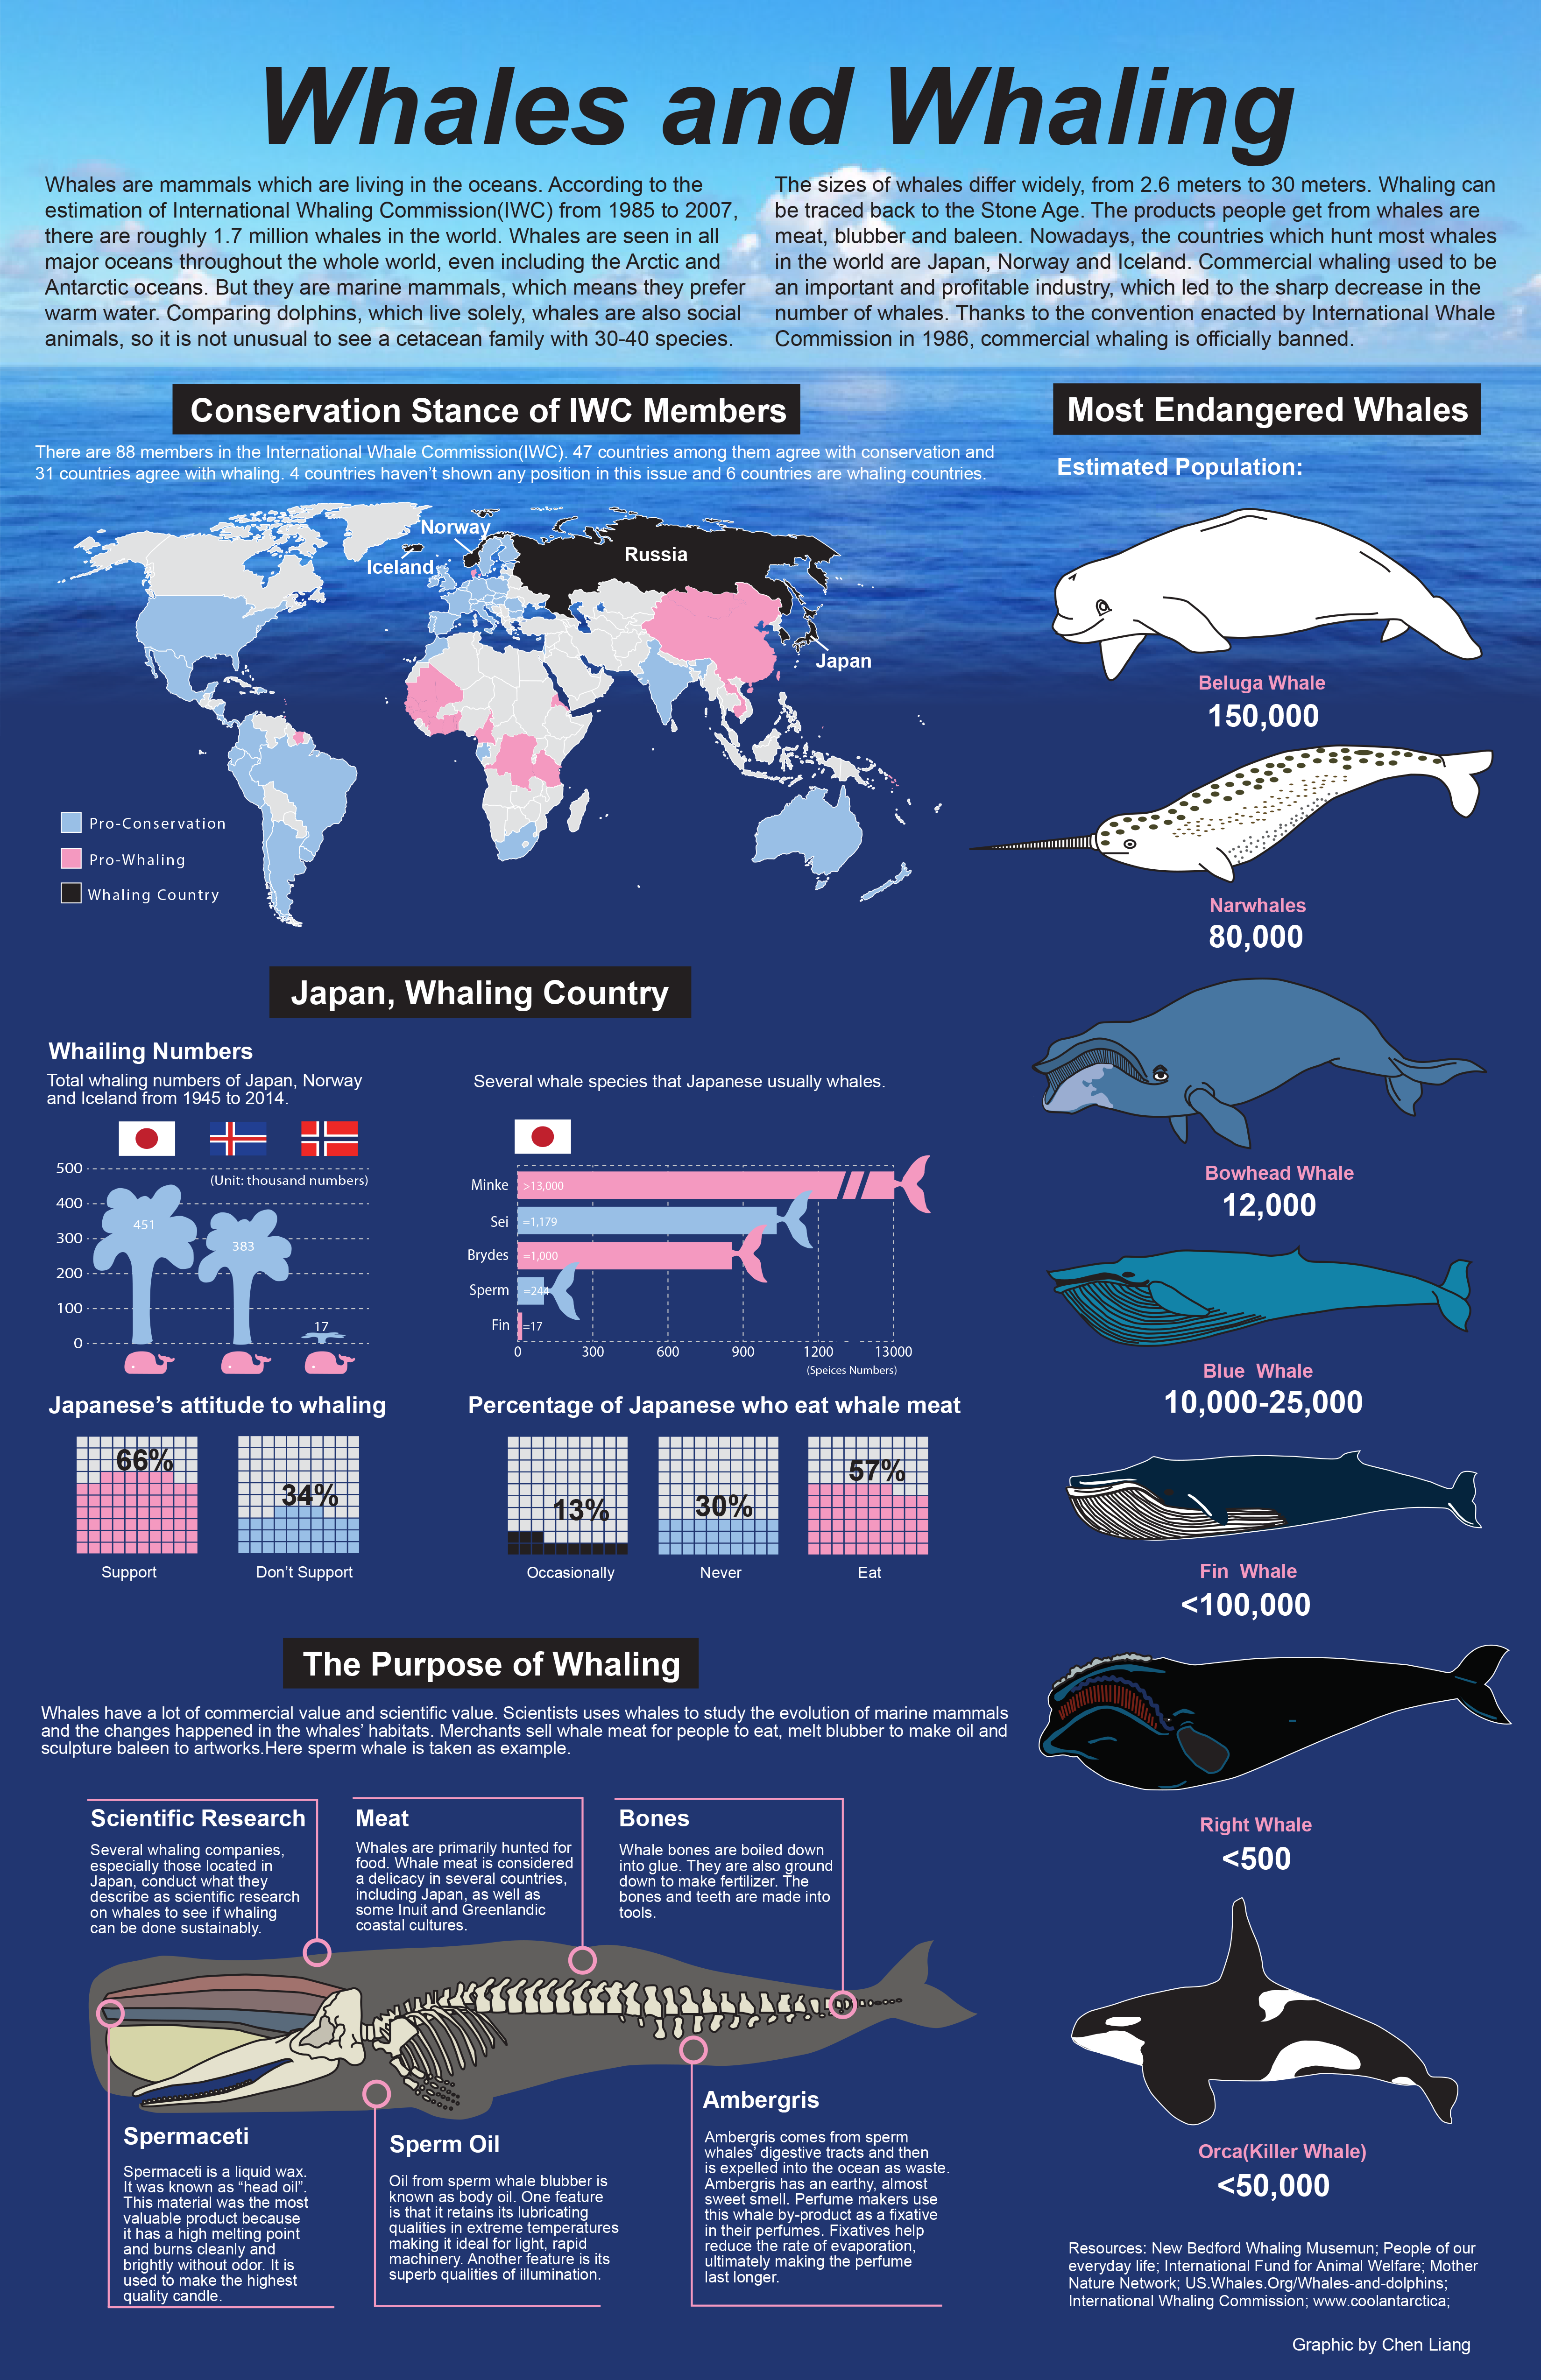 Whales and Whaling
Whales are mammals which are living in the oceans. According to the
estimation of International Whaling Commission(IWC) from 1985 to 2007,
there are roughly 1.7 million whales in the world. Whales are seen in all
major oceans throughout the whole world, even including the Arctic and
Antarctic oceans. But they are marine mammals, which means they prefer
warm water. Comparing dolphins, which live solely, whales are also social
animals, so it is not unusual to see a cetacean family with 30-40 species.
The sizes of whales differ widely, from 2.6 meters to 30 meters. Whaling can
be traced back to the Stone Age. The products people get from whales are
meat, blubber and baleen. Nowadays, the countries which hunt most whales
in the world are Japan, Norway and Iceland. Commercial whaling used to be
an important and profitable industry, which led to the sharp decrease in the
number of whales. Thanks to the convention enacted by International Whale
Commission in 1986, commercial whaling is officially banned.
Conservation Stance of IWC Members
There are 88 members in the International Whale Commission(IWC). 47 countries among them agree with conservation and
31 countries agree with whaling. 4 countries haven't shown any position in this issue and 6 countries are whaling countries.
Norway
Iceland
Russia
Japan
Pro-Conservation
Pro-Whaling
Whaling Country
Japan, Whaling Country
Whailing Numbers
Total whaling numbers of Japan, Norway
and Iceland from 1945 to 2014.
(Unit: thousand numbers)
500
400
300
200
100
0
451
383
17
Several whale species that Japanese usually whales.
Minke
>13,000
Sei
=1,179
Brydes
=1,000
Sperm
=244
Fin
=17
0
300
600
900
1200
13000
(Speices Numbers)
Japanese's attitude to whaling
66%
Support
34%
Don't Support
Percentage of Japanese who eat whale meat
13%
Occasionally
30%
Never
57%
Eat
The Purpose of Whaling
Whales have a lot of commercial value and scientific value. Scientists uses whales to study the evolution of marine mammals
and the changes happened in the whales' habitats. Merchants sell whale meat for people to eat, melt blubber to make oil and
sculpture baleen to artworks.Here sperm whale is taken as example.
Scientific Research
Several whaling companies,
especially those located in
Japan, conduct what they
describe as scientific research
on whales to see if whaling
can be done sustainably.
Meat
Whales are primarily hunted for
food. Whale meat is considered
a delicacy in several countries,
including Japan, as well as
some Inuit and Greenlandic
coastal cultures.
Bones
Whale bones are boiled down
into glue. They are also ground
down to make fertilizer. The
bones and teeth are made into
tools.
Spermaceti
Spermaceti is a liquid wax.
It was known as "head oil".
This material was the most
valuable product because
it has a high melting point
and burns cleanly and
brightly without odor. It is
used to make the highest
quality candle.
Sperm Oil
Oil from sperm whale blubber is
known as body oil. One feature
is that it retains its lubricating
qualities in extreme temperatures
making it ideal for light, rapid
machinery. Another feature is its
superb qualities of illumination.
Ambergris
Ambergris comes from sperm
whales' digestive tracts and then
is expelled into the ocean as waste.
Ambergris has an earthy, almost
sweet smell. Perfume makers use
this whale by-product as a fixative
in their perfumes. Fixatives help
reduce the rate of evaporation,
ultimately making the perfume
last longer.
Most Endangered Whales
Estimated Population:
Beluga Whale
150,000
Narwhales
80,000
Bowhead Whale
12,000
Blue Whale
10,000-25,000
Fin Whale
<100,000
Right Whale
<500
Orca(Killer Whale)
<50,000
Resources: New Bedford Whaling Musemun; People of our
everyday life; International Fund for Animal Welfare; Mother
Nature Network; US.Whales.Org/Whales-and-dolphins;
International Whaling Commission; www.coolantarctica;
Graphic by Chen Liang